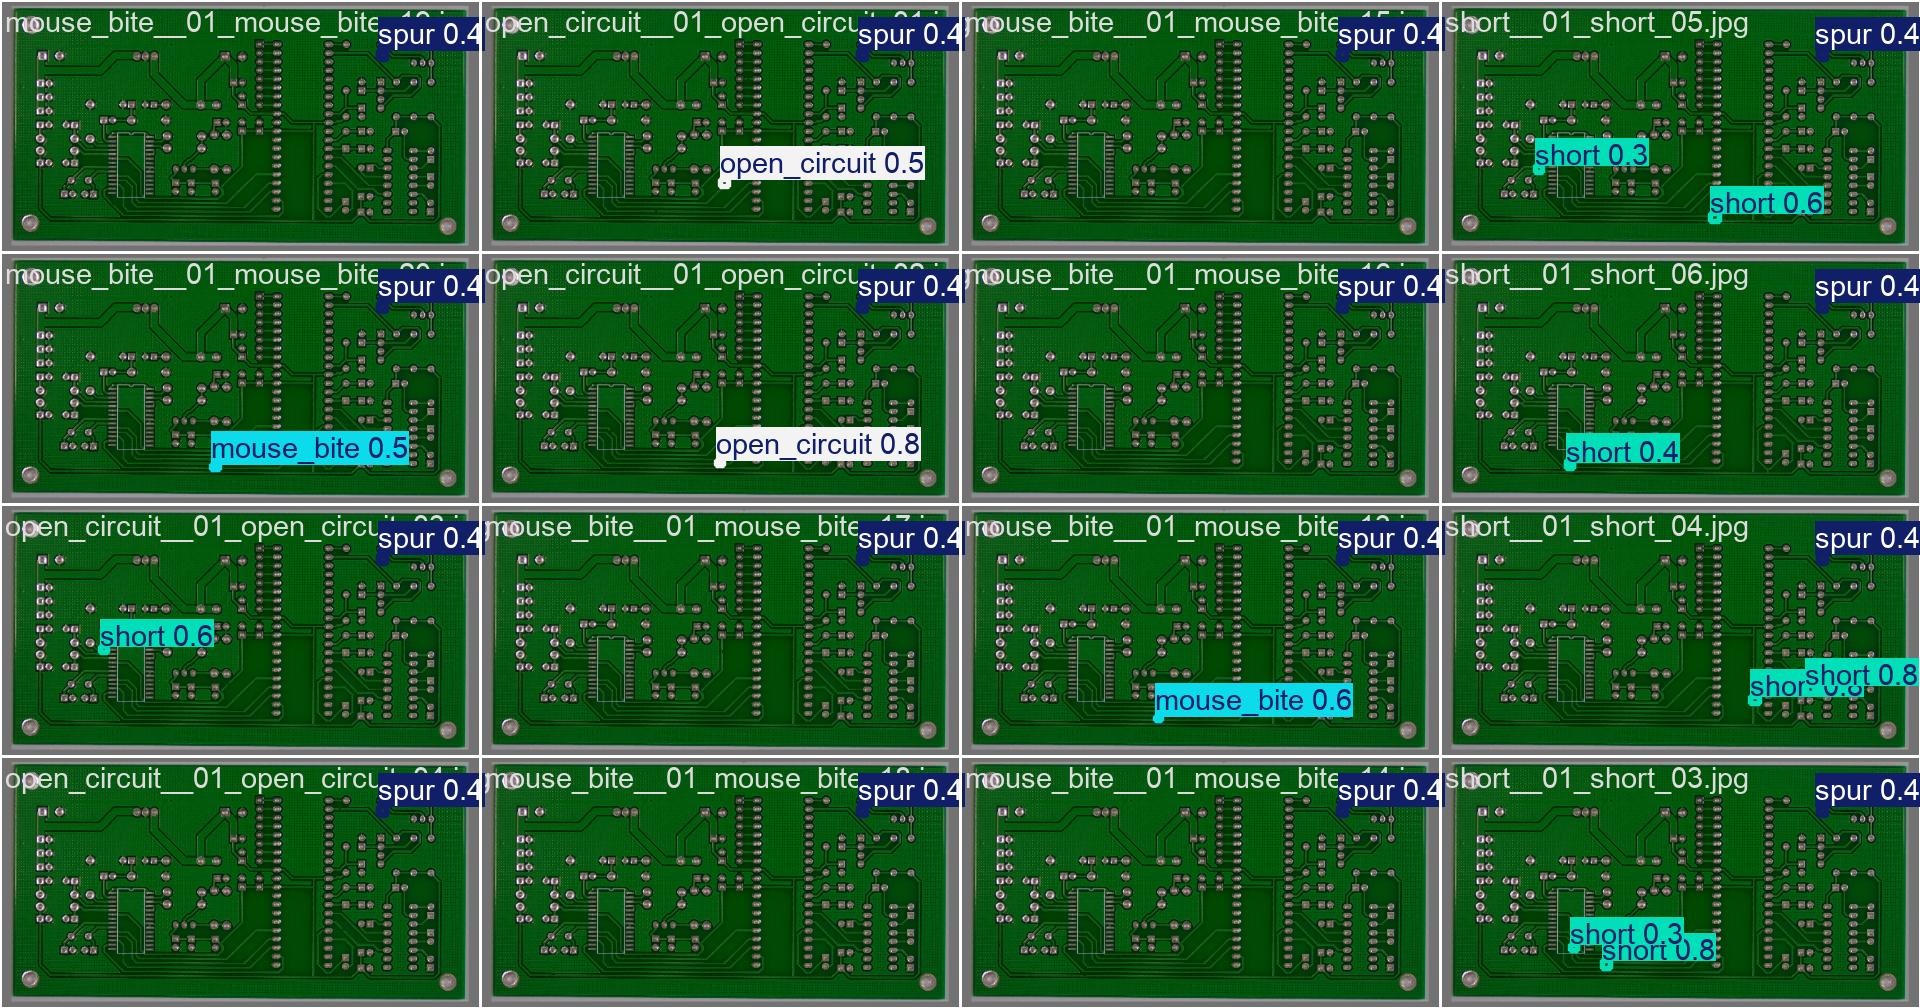 mouse_bite__01_mouse_bite
spur 0.4
open_circuit__01_open_circuit
spur 0.4
mouse_bite__01_mouse_bite
spur 0.4
short__01_short_05.jpg
spur 0.4
open_circuit 0.5
short 0.3
short 0.6
mouse_bite__01_mouse_bite
spur 0.4
open_circuit__01_open_circuit
spur 0.4
mouse_bite__01_mouse_bite
spur 0.4
short__01_short_06.jpg
spur 0.4
mouse_bite 0.5
open_circuit 0.8
short 0.4
open_circuit__01_open_circu
spur 0.4
mouse_bite__01_mouse_bite
spur 0.4
mouse_bite__01_mouse_bite
spur 0.4
short__01_short_04.jpg
spur 0.4
short 0.6
mouse_bite 0.6
short 0.8
short 0.8
open_circuit__01_open_circu
spur 0.4
mouse_bite__01_mouse_bite
spur 0.4
mouse_bite__01_mouse_bite
spur 0.4
short__01_short_03.jpg
spur 0.4
short 0.3
short 0.8